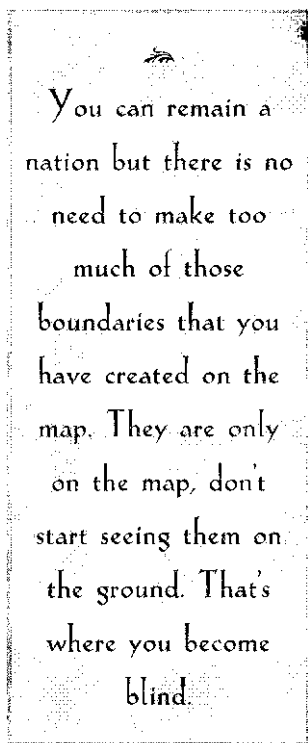 You can remain a
nation but there is no
need to make too
much of those
boundaries that you
have created on the
map. They are only
on the map, don't
start seeing them on
the ground. That's
where you become
blind.